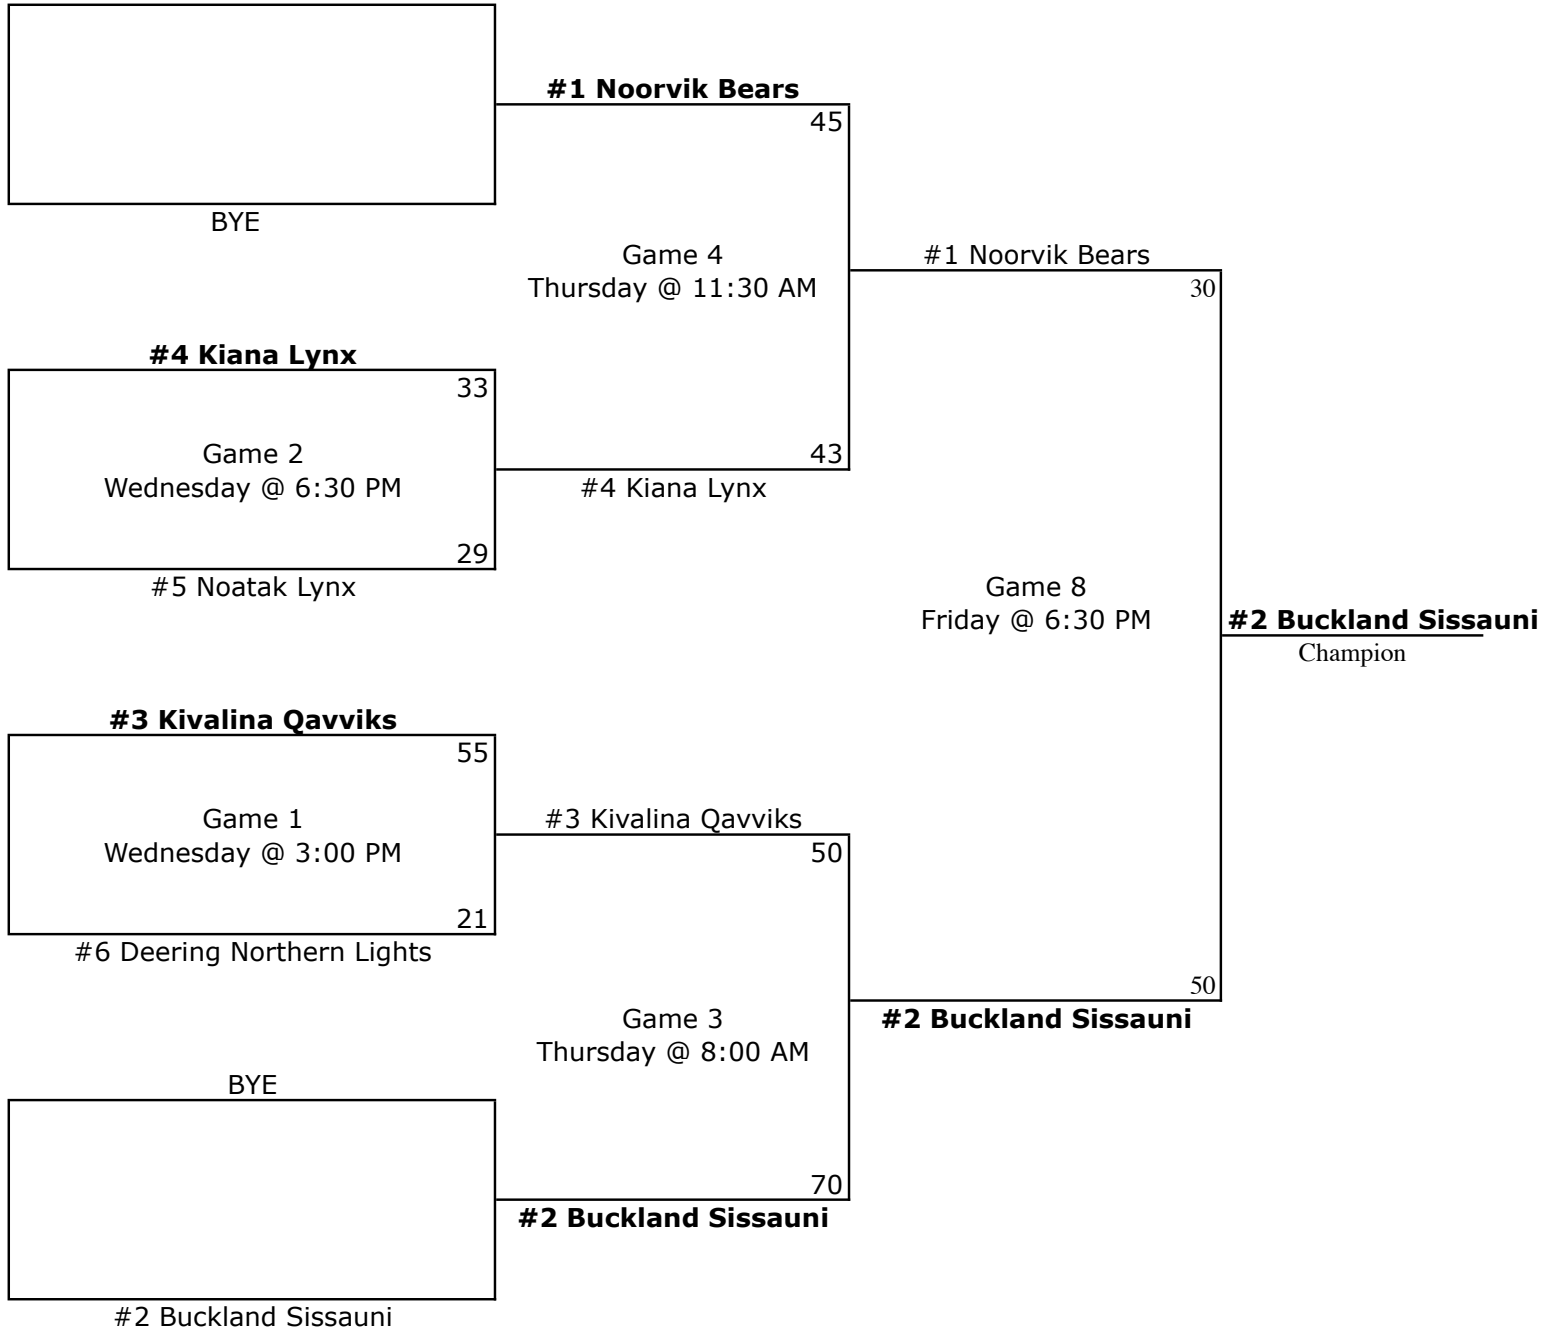 #1 Noorvik Bears
45
BYE
Game 4
Thursday @ 11:30 AM
#1 Noorvik Bears
30
#4 Kiana Lynx
33
Game 2
Wednesday @ 6:30 PM
43
#4 Kiana Lynx
29
#5 Noatak Lynx
Game 8
Friday @ 6:30 PM
#2 Buckland Sissauni
Champion
#3 Kivalina Qavviks
55
Game 1
Wednesday @ 3:00 PM
#3 Kivalina Qavviks
50
21
#6 Deering Northern Lights
50
#2 Buckland Sissauni
Game 3
Thursday @ 8:00 AM
BYE
70
#2 Buckland Sissauni
#2 Buckland Sissauni